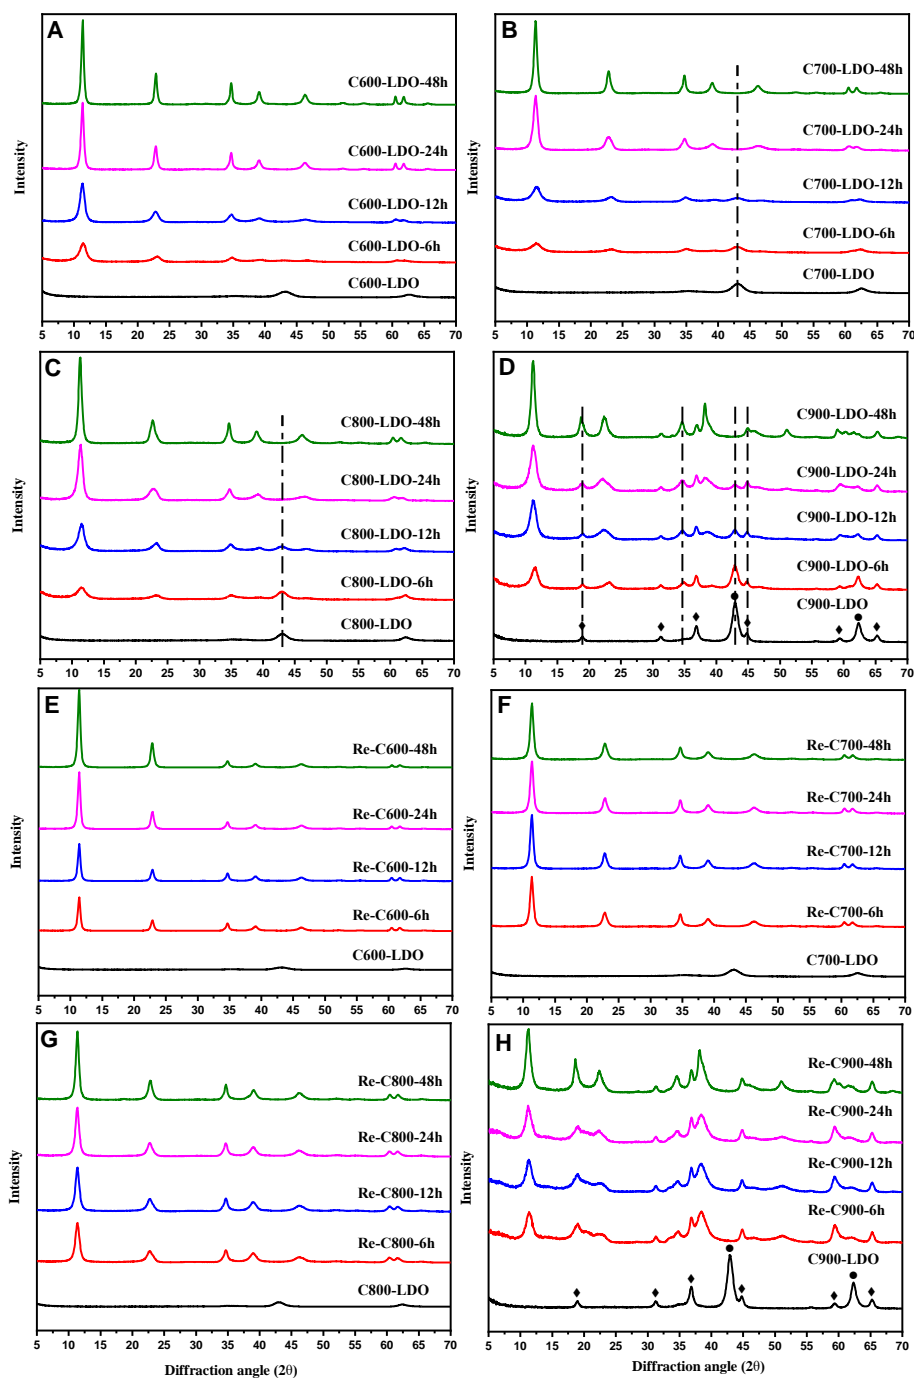 A
C600-LDO-48h
C600-LDO-24h
C600-LDO-12h
C600-LDO-6h
C600-LDO
Intensity
5 10 15 20 25 30 35 40 45 50 55 60 65 70
B
C700-LDO-48h
C700-LDO-24h
C700-LDO-12h
C700-LDO-6h
C700-LDO
Intensity
5 10 15 20 25 30 35 40 45 50 55 60 65 70
C
C800-LDO-48h
C800-LDO-24h
C800-LDO-12h
C800-LDO-6h
C800-LDO
Intensity
5 10 15 20 25 30 35 40 45 50 55 60 65 70
D
C900-LDO-48h
C900-LDO-24h
C900-LDO-12h
C900-LDO-6h
C900-LDO
Intensity
5 10 15 20 25 30 35 40 45 50 55 60 65 70
E
Re-C600-48h
Re-C600-24h
Re-C600-12h
Re-C600-6h
C600-LDO
Intensity
5 10 15 20 25 30 35 40 45 50 55 60 65 70
F
Re-C700-48h
Re-C700-24h
Re-C700-12h
Re-C700-6h
C700-LDO
Intensity
5 10 15 20 25 30 35 40 45 50 55 60 65 70
G
Re-C800-48h
Re-C800-24h
Re-C800-12h
Re-C800-6h
C800-LDO
Intensity
5 10 15 20 25 30 35 40 45 50 55 60 65 70
Diffraction angle (2θ)
H
Re-C900-48h
Re-C900-24h
Re-C900-12h
Re-C900-6h
C900-LDO
Intensity
5 10 15 20 25 30 35 40 45 50 55 60 65 70
Diffraction angle (2θ)